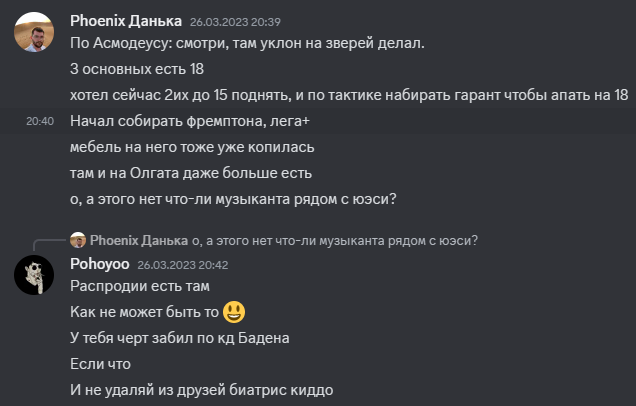 Phoenix Данька 26.03.2023 20:39
По Асмодеусу: смотри, там уклон на зверей делал.
3 основных есть 18
хотел сейчас 2их до 15 поднять, и по тактике набирать гарант чтобы апать на 18
20:40 Начал собирать фремптона, лега+
мебель на него тоже уже копилась
там и на Олгата даже больше есть
о, а этого нет что-ли музыканта рядом с юэси?
Phoenix Данька о, а этого нет что-ли музыканта рядом с юэси?
Pohoyoo 26.03.2023 20:42
Распродии есть там
Как не может быть то 😃
У тебя черт забил по кд Бадена
Если что
И не удаляй из друзей биатрис киддо